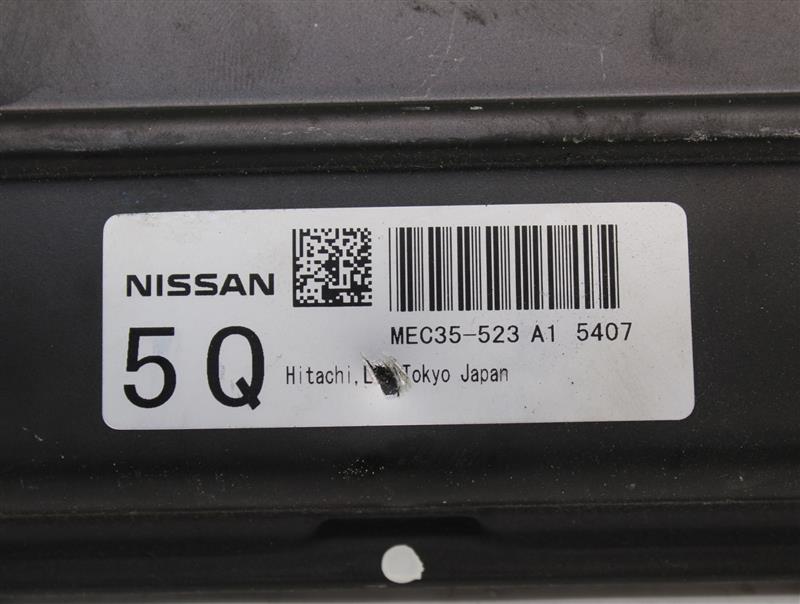 NISSAN
MEC35-523 A1 5407
5Q
Hitachi, Tokyo Japan